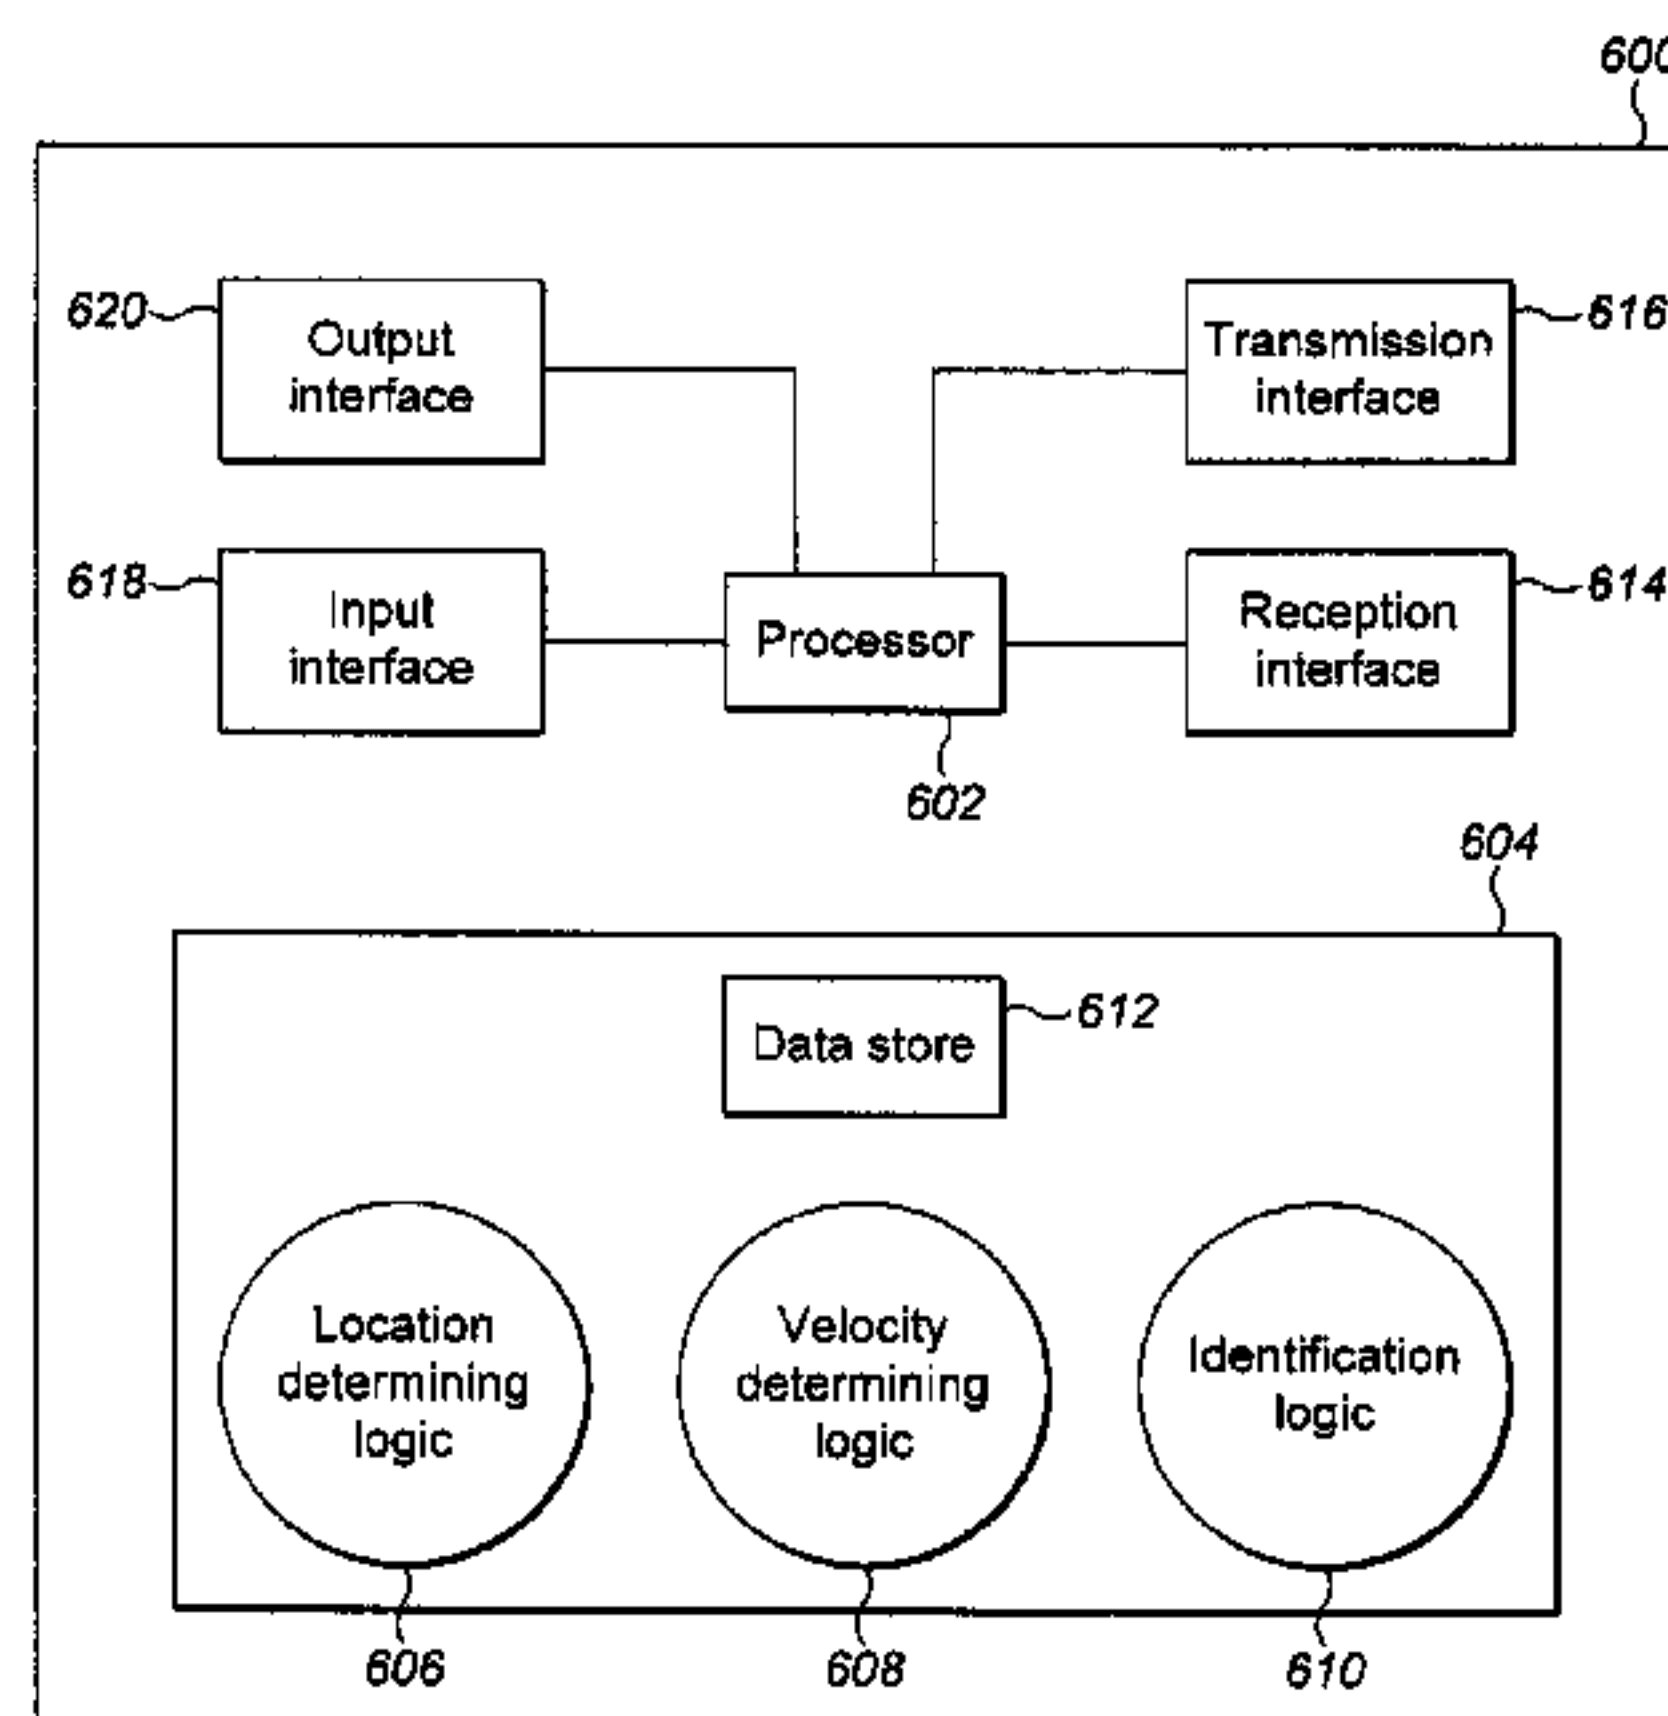 600
620
Output
interface
Transmission
interface
616
618
Input
interface
Processor
Reception
interface
614
602
604
Data store
612
Location
determining
logic
Velocity
determining
logic
Identification
logic
606
608
610